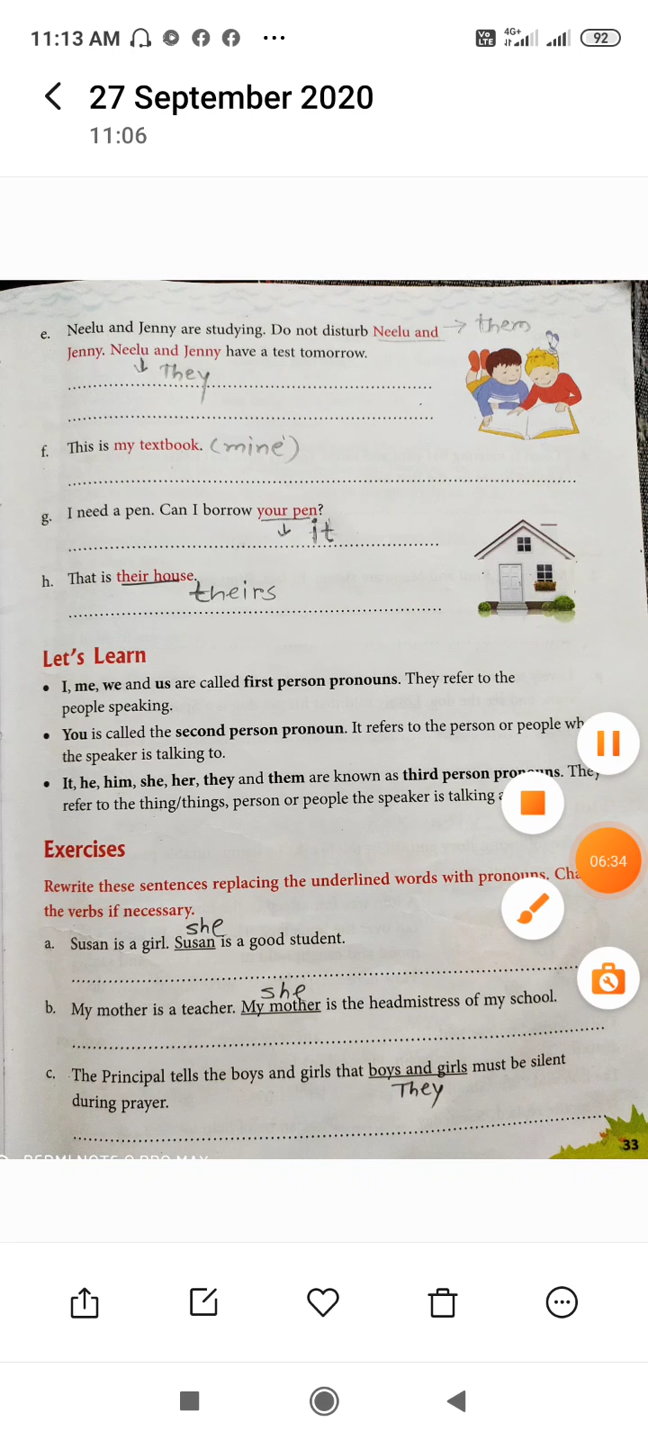 11:13 AM ...
Vo LTE 4G+ 92
27 September 2020
11:06
e. Neelu and Jenny are studying. Do not disturb Neelu and → them
Jenny. Neelu and Jenny have a test tomorrow.
↓ They
f. This is my textbook. (mine)
g. I need a pen. Can I borrow your pen?
↓ it
h. That is their house.
theirs
Let's Learn
• I, me, we and us are called first person pronouns. They refer to the
people speaking.
• You is called the second person pronoun. It refers to the person or people wh
the speaker is talking to.
• It, he, him, she, her, they and them are known as third person pronouns. They
refer to the thing/things, person or people the speaker is talking
06:34
Exercises
Rewrite these sentences replacing the underlined words with pronouns. Cha
the verbs if necessary.
she
a. Susan is a girl. Susan is a good student.
she
b. My mother is a teacher. My mother is the headmistress of my school.
c. The Principal tells the boys and girls that boys and girls must be silent
They
during prayer.
33